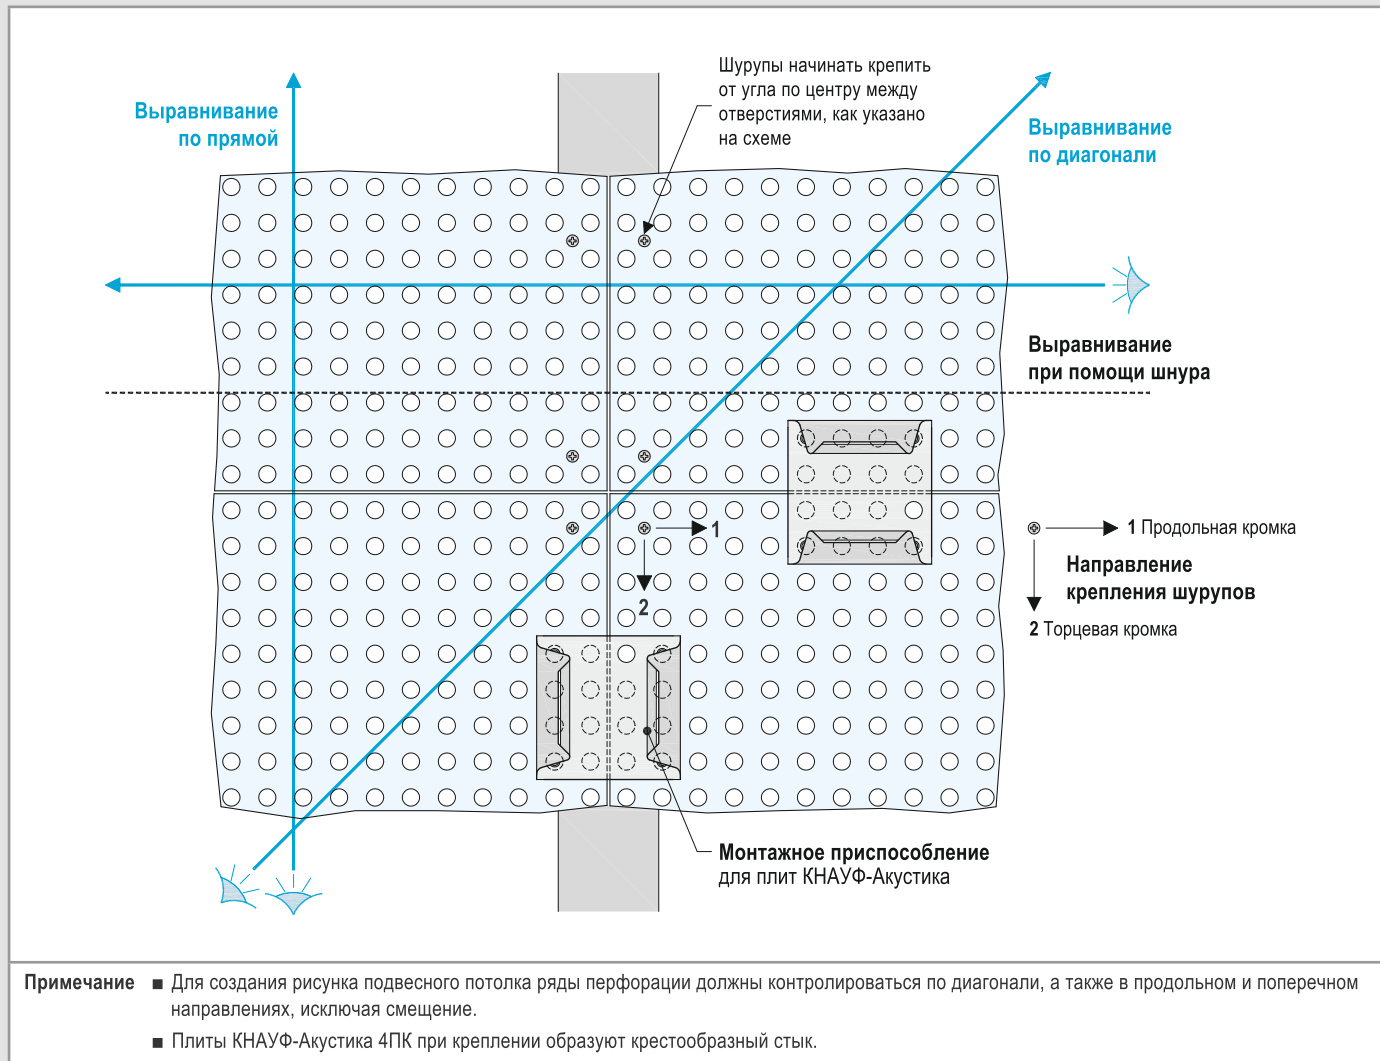 Шурупы начинать крепить
от угла по центру между
отверстиями, как указано
на схеме
Выравнивание
по прямой
Выравнивание
по диагонали
Выравнивание
при помощи шнура
1
2
1 Продольная кромка
Направление
крепления шурупов
2 Торцевая кромка
Монтажное приспособление
для плит КНАУФ-Акустика
Примечание ■ Для создания рисунка подвесного потолка ряды перфорации должны контролироваться по диагонали, а также в продольном и поперечном
направлениях, исключая смещение.
■ Плиты КНАУФ-Акустика 4ПК при креплении образуют крестообразный стык.